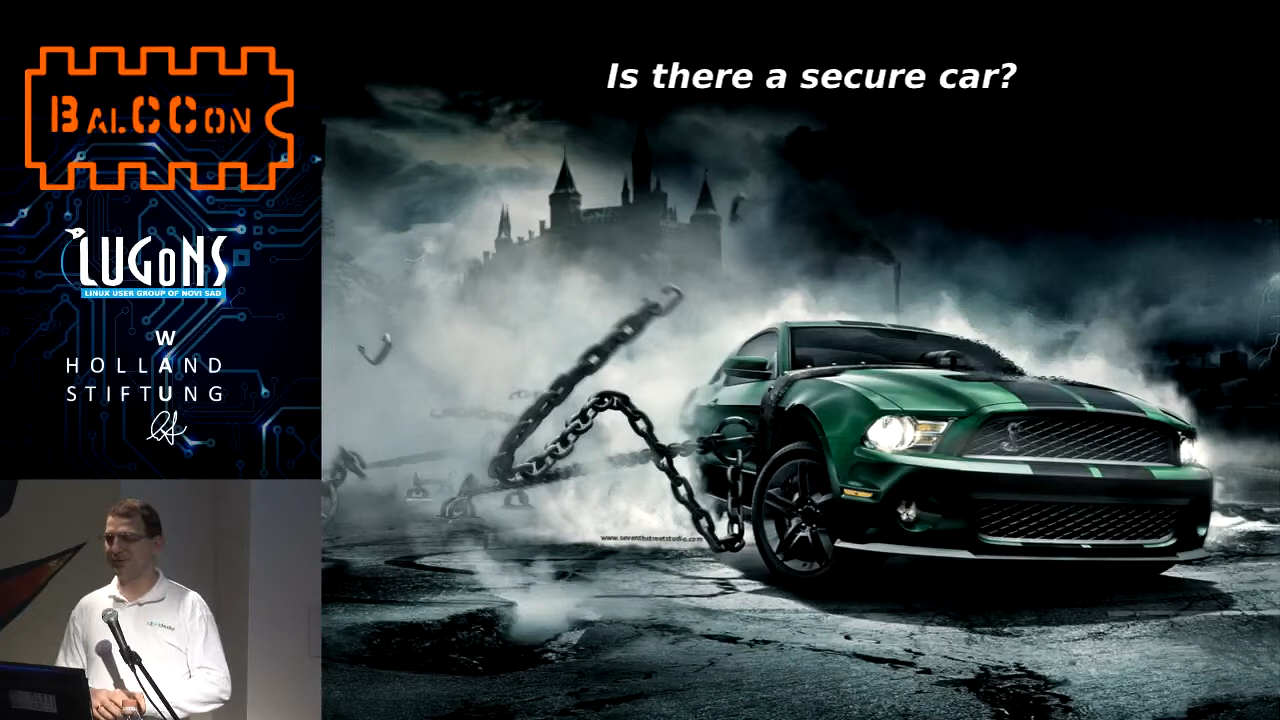 BALCCON
LUGONS
LINUX USER GROUP OF NOVI SAD
W
HOLLAND
STIFTUNG
Is there a secure car?
www.seventhstreetstudio.com